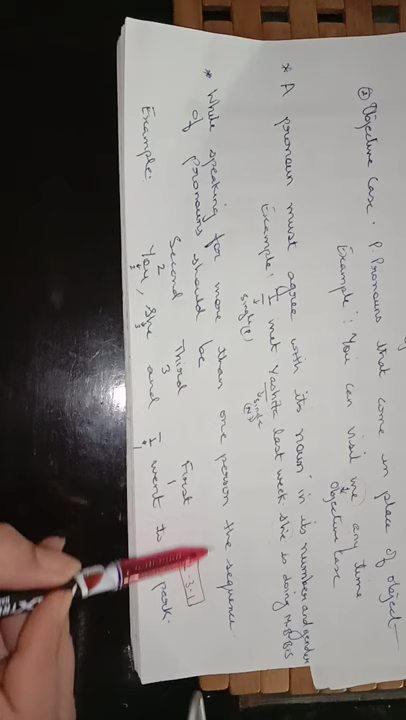 ② Objective Case: P. Pronouns that come in place of object
Example: You can visit me any time
Objective Case
* A pronoun must agree with its noun in its number and gender
Example: I met Yashita last week she is doing MBBS
single(P)
single (N)
* While speaking for more than one person the sequence
of pronouns should be
Second Third First
2 3 1
Example: You, She and I went to park.